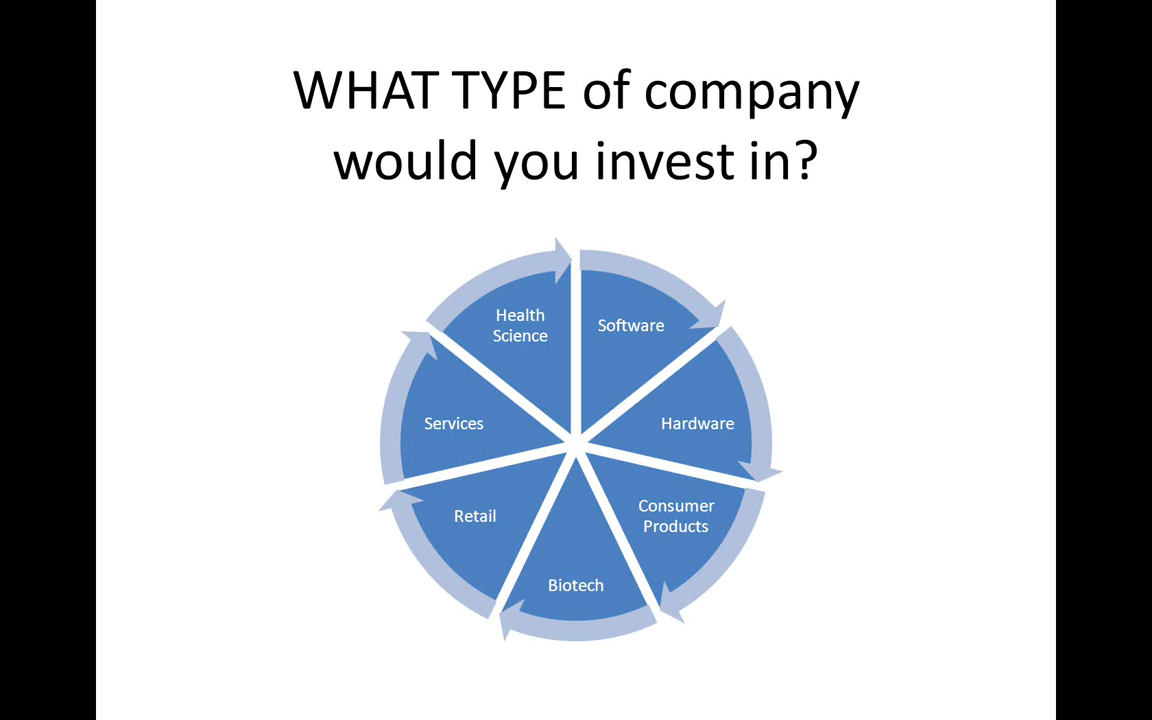 WHAT TYPE of company
would you invest in?
Health
Science
Software
Services
Hardware
Retail
Consumer
Products
Biotech